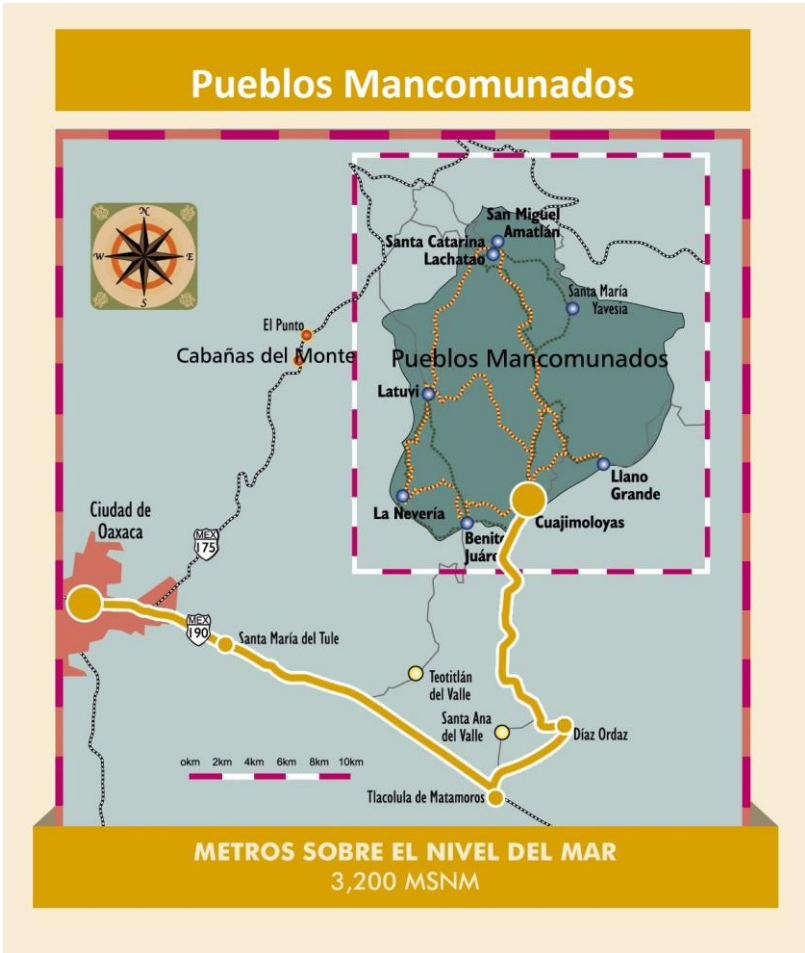 Pueblos Mancomunados
N
W
E
S
San Miguel
Amatlán
Santa Catarina
Lachatao
Santa María
Yavesia
El Punto
Cabañas del Monte
Pueblos Mancomunados
Latuvi
Llano
Grande
La Nevería
Cuajimoloyas
Benito
Juárez
Ciudad de
Oaxaca
MEX
175
MEX
190
Santa María del Tule
Teotitlán
del Valle
Santa Ana
del Valle
Díaz Ordaz
0km 2km 4km 6km 8km 10km
Tlacolula de Matamoros
METROS SOBRE EL NIVEL DEL MAR
3,200 MSNM